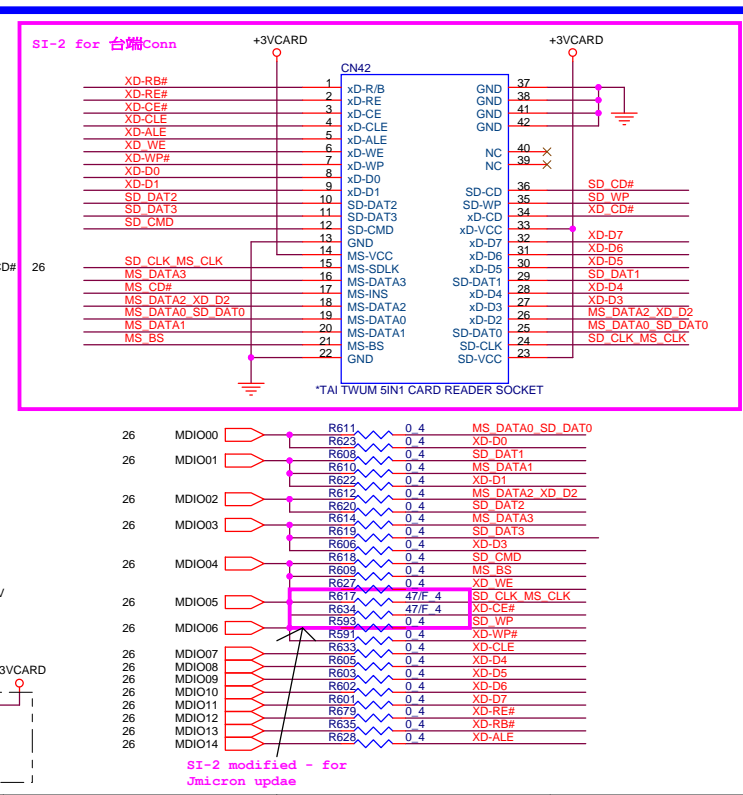 SI-2 for 台端Conn
+3VCARD +3VCARD
CN42
XD-RB# 1 xD-R/B GND 37
XD-RE# 2 xD-RE GND 38
XD-CE# 3 xD-CE GND 41
XD-CLE 4 xD-CLE GND 42
XD-ALE 5 xD-ALE
XD_WE 6 xD-WE NC 40
XD-WP# 7 xD-WP NC 39
XD-D0 8 xD-D0
XD-D1 9 xD-D1 SD-CD 36 SD_CD#
SD_DAT2 10 SD-DAT2 SD-WP 35 SD_WP
SD_DAT3 11 SD-DAT3 xD-CD 34 XD_CD#
SD_CMD 12 SD-CMD xD-VCC 33
13 GND xD-D7 32 XD-D7
14 MS-VCC xD-D6 31 XD-D6
CD# 26 SD_CLK_MS_CLK 15 MS-SDLK xD-D5 30 XD-D5
MS_DATA3 16 MS-DATA3 SD-DAT1 29 SD_DAT1
MS_CD# 17 MS-INS xD-D4 28 XD-D4
MS_DATA2_XD_D2 18 MS-DATA2 xD-D3 27 XD-D3
MS_DATA0_SD_DAT0 19 MS-DATA0 xD-D2 26 MS_DATA2_XD_D2
MS_DATA1 20 MS-DATA1 SD-DAT0 25 MS_DATA0_SD_DAT0
MS_BS 21 MS-BS SD-CLK 24 SD_CLK_MS_CLK
22 GND SD-VCC 23
*TAI TWUM 5IN1 CARD READER SOCKET
26 MDIO00 R611 0_4 MS_DATA0_SD_DAT0
R623 0_4 XD-D0
26 MDIO01 R608 0_4 SD_DAT1
R610 0_4 MS_DATA1
R622 0_4 XD-D1
26 MDIO02 R612 0_4 MS_DATA2_XD_D2
R620 0_4 SD_DAT2
26 MDIO03 R614 0_4 MS_DATA3
R619 0_4 SD_DAT3
R606 0_4 XD-D3
26 MDIO04 R618 0_4 SD_CMD
R609 0_4 MS_BS
R627 0_4 XD_WE
26 MDIO05 R617 47/F_4 SD_CLK_MS_CLK
R634 47/F_4 XD-CE#
26 MDIO06 R593 0_4 SD_WP
R591 0_4 XD-WP#
26 MDIO07 R633 0_4 XD-CLE
26 MDIO08 R605 0_4 XD-D4
26 MDIO09 R603 0_4 XD-D5
26 MDIO10 R602 0_4 XD-D6
26 MDIO11 R601 0_4 XD-D7
26 MDIO12 R679 0_4 XD-RE#
26 MDIO13 R635 0_4 XD-RB#
26 MDIO14 R628 0_4 XD-ALE
V
3VCARD
SI-2 modified - for
Jmicron updae